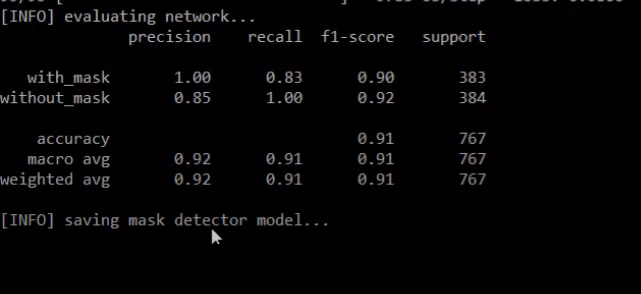 [INFO] evaluating network...
precision recall f1-score support
with_mask 1.00 0.83 0.90 383
without_mask 0.85 1.00 0.92 384
accuracy 0.91 767
macro avg 0.92 0.91 0.91 767
weighted avg 0.92 0.91 0.91 767
[INFO] saving mask detector model...